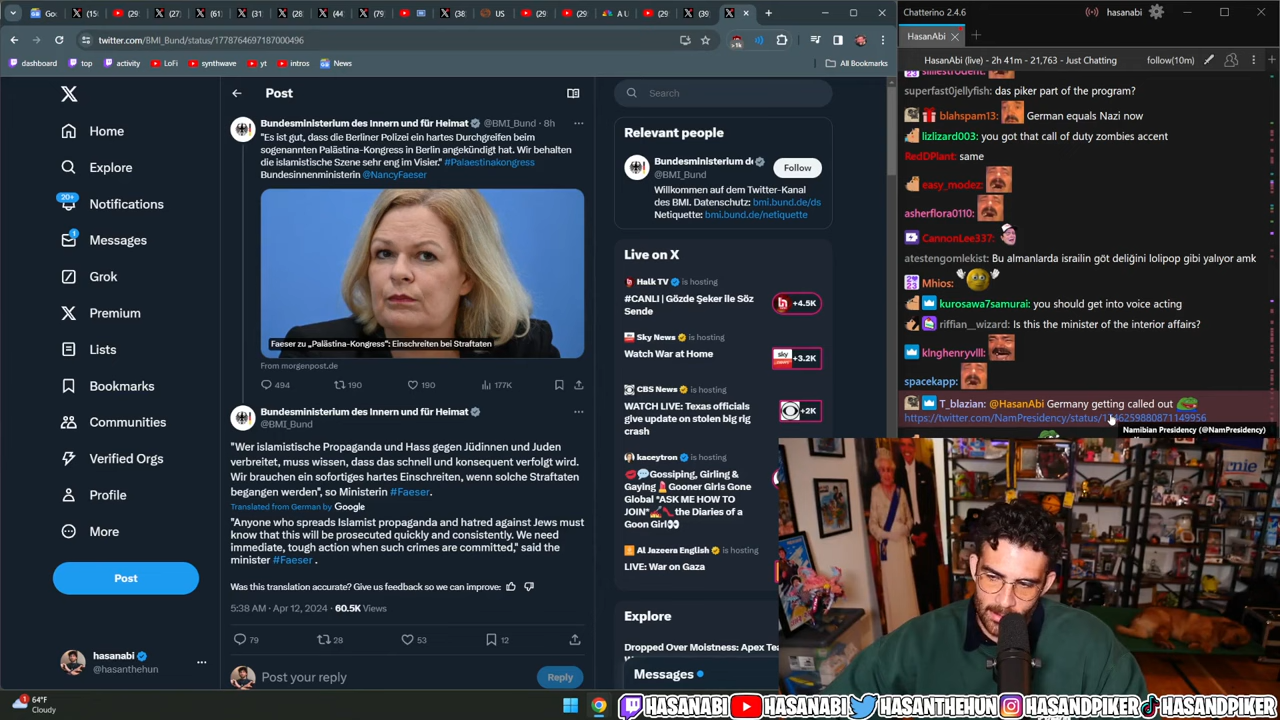 Chatterino 2.4.6
hasanabi
twitter.com/BMI_Bund/status/1778764697187000496
dashboard
top
activity
LoFi
synthwave
yt
intros
News
All Bookmarks
Home
Explore
20+
Notifications
Messages
Grok
Premium
Lists
Bookmarks
Communities
Verified Orgs
Profile
More
Post
hasanabi
@hasanthehun
Post
Bundesministerium des Innern und für Heimat @BMI_Bund · 8h
"Es ist gut, dass die Berliner Polizei ein hartes Durchgreifen beim
sogenannten Palästina-Kongress in Berlin angekündigt hat. Wir behalten
die islamistische Szene sehr eng im Visier." #Palaestinakongress
Bundesinnenministerin @NancyFaeser
Faeser zu „Palästina-Kongress": Einschreiten bei Straftaten
From morgenpost.de
494
190
190
177K
Bundesministerium des Innern und für Heimat
@BMI_Bund
"Wer islamistische Propaganda und Hass gegen Jüdinnen und Juden
verbreitet, muss wissen, dass das schnell und konsequent verfolgt wird.
Wir brauchen ein sofortiges hartes Einschreiten, wenn solche Straftaten
begangen werden", so Ministerin #Faeser.
Translated from German by Google
"Anyone who spreads Islamist propaganda and hatred against Jews must
know that this will be prosecuted quickly and consistently. We need
immediate, tough action when such crimes are committed," said the
minister #Faeser .
Was this translation accurate? Give us feedback so we can improve:
5:38 AM · Apr 12, 2024 · 60.5K Views
79
28
53
12
Post your reply
Reply
Search
Relevant people
Bundesministerium de
@BMI_Bund
Follow
Willkommen auf dem Twitter-Kanal
des BMI. Datenschutz: bmi.bund.de/ds
Netiquette: bmi.bund.de/netiquette
Live on X
Halk TV is hosting
#CANLI | Gözde Şeker ile Söz
Sende
+4.5K
Sky News is hosting
Watch War at Home
+3.2K
CBS News is hosting
WATCH LIVE: Texas officials
give update on stolen big rig
crash
+2K
kaceytron is hosting
Gossiping, Girling &
Gaying Gooner Girls Gone
Global *ASK ME HOW TO
JOIN* the Diaries of a
Goon Girl
Al Jazeera English is hosting
LIVE: War on Gaza
Explore
Dropped Over Moistness: Apex Tea
Messages
HasanAbi
HasanAbi (live) - 2h 41m - 21,763 - Just Chatting
follow(10m)
superfast0jellyfish: das piker part of the program?
blahspam13: German equals Nazi now
lizlizard003: you got that call of duty zombies accent
RedDPlant: same
easy_modez:
asherflora0110:
CannonLee337:
atestengomlekist: Bu almanlarda israilin göt deliğini lolipop gibi yalıyor amk
Mhios:
kurosawa7samurai: you should get into voice acting
riffian__wizard: Is this the minister of the interior affairs?
klnghenryvlll:
spacekapp:
T_blazian: @HasanAbi Germany getting called out
Namibian Presidency (@NamPresidency)
64°F
Cloudy
HASANABI HASANABI HASANTHEHUN HASANDPIKER HASANDPIKER